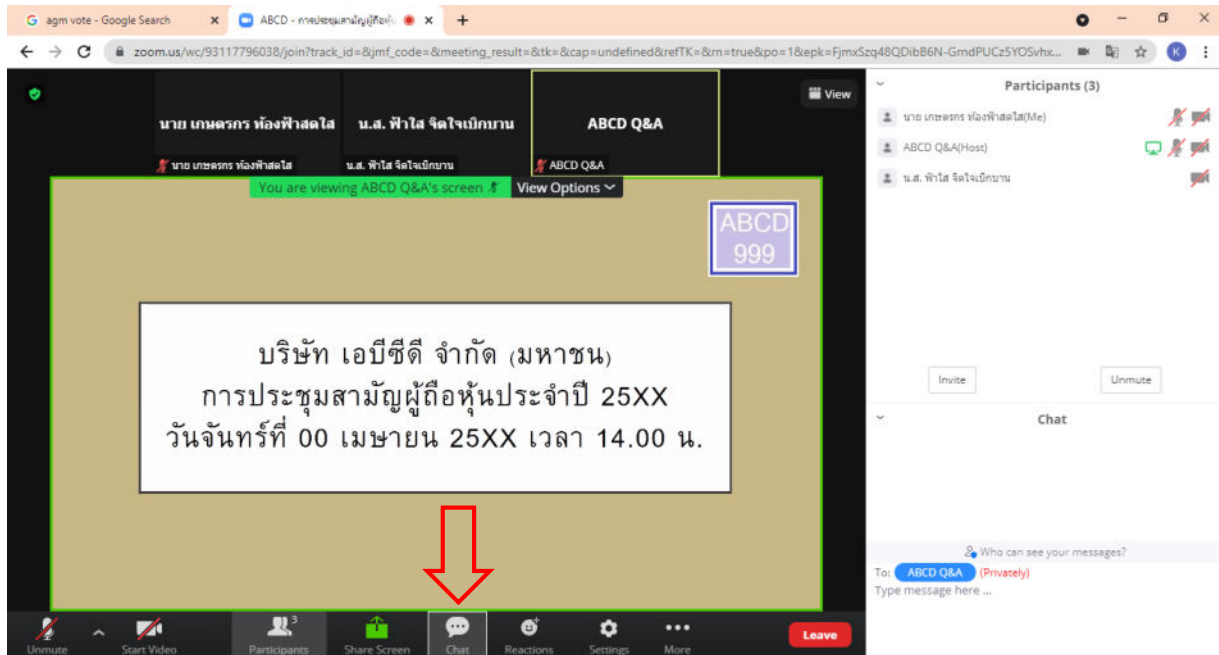 agm vote - Google Search
ABCD - การประชุมสามัญผู้ถือหุ้น
zoom.us/wc/93117796038/join?track_id=&jmf_code=&meeting_result=&tk=&cap=undefined&refTK=&rn=true&po=1&epk=FjmxSzq48QDib86N-GmdPUCz5YOSvhx...
K
View
นาย เกษตรกร ท้องฟ้าสดใส
น.ส. ฟ้าใส จิตใจเบิกบาน
ABCD Q&A
นาย เกษตรกร ท้องฟ้าสดใส
น.ส. ฟ้าใส จิตใจเบิกบาน
ABCD Q&A
You are viewing ABCD Q&A's screen
View Options
ABCD
999
บริษัท เอบีซีดี จำกัด (มหาชน)
การประชุมสามัญผู้ถือหุ้นประจำปี 25XX
วันจันทร์ที่ 00 เมษายน 25XX เวลา 14.00 น.
Unmute
Start Video
3
Participants
Share Screen
Chat
Reactions
Settings
More
Leave
Participants (3)
นาย เกษตรกร ท้องฟ้าสดใส(Me)
ABCD Q&A(Host)
น.ส. ฟ้าใส จิตใจเบิกบาน
Invite
Unmute
Chat
Who can see your messages?
To: ABCD Q&A (Privately)
Type message here ...